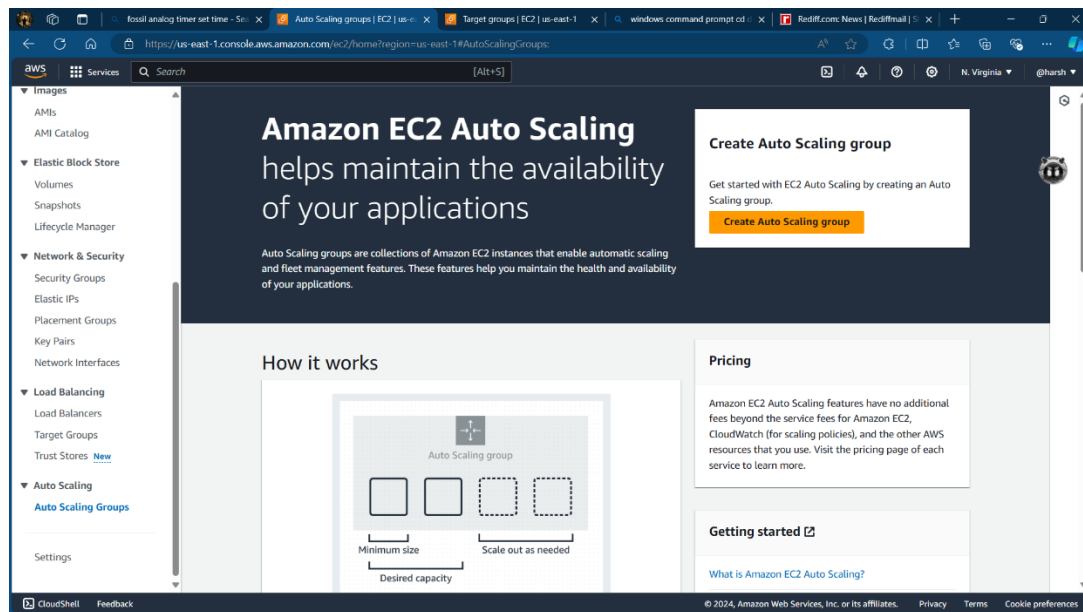 fossil analog timer set time - Sea
Auto Scaling groups | EC2 | us-ea
Target groups | EC2 | us-east-1
windows command prompt cd d
Rediff.com: News | Rediffmail | S
https://us-east-1.console.aws.amazon.com/ec2/home?region=us-east-1#AutoScalingGroups:
aws
Services
Search
[Alt+S]
N. Virginia
@harsh
Images
AMIs
AMI Catalog
Elastic Block Store
Volumes
Snapshots
Lifecycle Manager
Network & Security
Security Groups
Elastic IPs
Placement Groups
Key Pairs
Network Interfaces
Load Balancing
Load Balancers
Target Groups
Trust Stores New
Auto Scaling
Auto Scaling Groups
Settings
Amazon EC2 Auto Scaling
helps maintain the availability
of your applications
Auto Scaling groups are collections of Amazon EC2 instances that enable automatic scaling
and fleet management features. These features help you maintain the health and availability
of your applications.
Create Auto Scaling group
Get started with EC2 Auto Scaling by creating an Auto
Scaling group.
Create Auto Scaling group
How it works
Auto Scaling group
Minimum size
Scale out as needed
Desired capacity
Pricing
Amazon EC2 Auto Scaling features have no additional
fees beyond the service fees for Amazon EC2,
CloudWatch (for scaling policies), and the other AWS
resources that you use. Visit the pricing page of each
service to learn more.
Getting started
What is Amazon EC2 Auto Scaling?
CloudShell
Feedback
© 2024, Amazon Web Services, Inc. or its affiliates.
Privacy
Terms
Cookie preferences